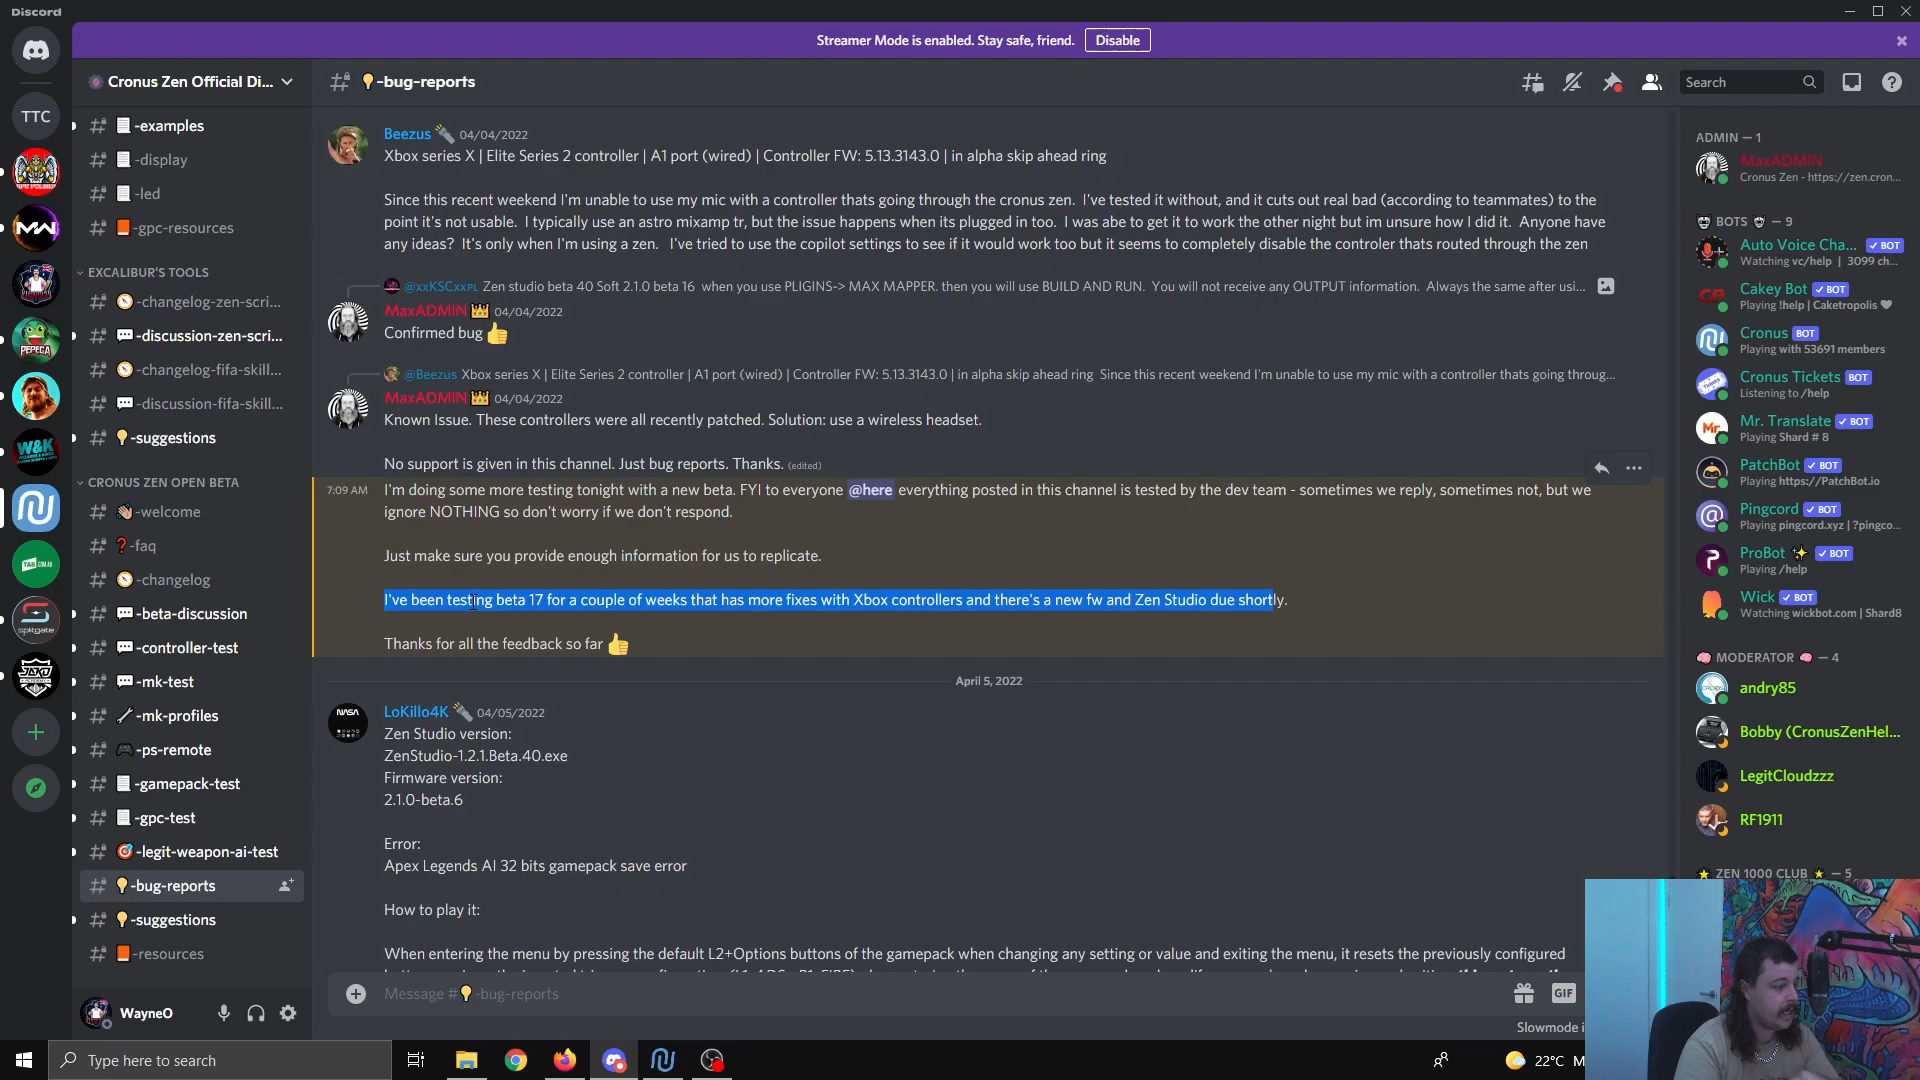 Discord
Streamer Mode is enabled. Stay safe, friend. Disable
Cronus Zen Official Di...
-bug-reports
Search
TTC
-examples
-display
-led
-gpc-resources
EXCALIBUR'S TOOLS
-changelog-zen-scri...
-discussion-zen-scri...
-changelog-fifa-skill...
-discussion-fifa-skill...
-suggestions
CRONUS ZEN OPEN BETA
-welcome
-faq
-changelog
-beta-discussion
-controller-test
-mk-test
-mk-profiles
-ps-remote
-gamepack-test
-gpc-test
-legit-weapon-ai-test
-bug-reports
-suggestions
-resources
WayneO
Beezus 04/04/2022
Xbox series X | Elite Series 2 controller | A1 port (wired) | Controller FW: 5.13.3143.0 | in alpha skip ahead ring
Since this recent weekend I'm unable to use my mic with a controller thats going through the cronus zen. I've tested it without, and it cuts out real bad (according to teammates) to the
point it's not usable. I typically use an astro mixamp tr, but the issue happens when its plugged in too. I was abe to get it to work the other night but im unsure how I did it. Anyone have
any ideas? It's only when I'm using a zen. I've tried to use the copilot settings to see if it would work too but it seems to completely disable the controler thats routed through the zen
@xxKSCxxPL Zen studio beta 40 Soft 2.1.0 beta 16 when you use PLIGINS-> MAX MAPPER. then you will use BUILD AND RUN. You will not receive any OUTPUT information. Always the same after usi...
MaxADMIN 04/04/2022
Confirmed bug
@Beezus Xbox series X | Elite Series 2 controller | A1 port (wired) | Controller FW: 5.13.3143.0 | in alpha skip ahead ring Since this recent weekend I'm unable to use my mic with a controller thats going throug...
MaxADMIN 04/04/2022
Known Issue. These controllers were all recently patched. Solution: use a wireless headset.
No support is given in this channel. Just bug reports. Thanks. (edited)
7:09 AM I'm doing some more testing tonight with a new beta. FYI to everyone @here everything posted in this channel is tested by the dev team - sometimes we reply, sometimes not, but we
ignore NOTHING so don't worry if we don't respond.
Just make sure you provide enough information for us to replicate.
I've been testing beta 17 for a couple of weeks that has more fixes with Xbox controllers and there's a new fw and Zen Studio due shortly.
Thanks for all the feedback so far
April 5, 2022
LoKillo4K 04/05/2022
Zen Studio version:
ZenStudio-1.2.1.Beta.40.exe
Firmware version:
2.1.0-beta.6
Error:
Apex Legends AI 32 bits gamepack save error
How to play it:
When entering the menu by pressing the default L2+Options buttons of the gamepack when changing any setting or value and exiting the menu, it resets the previously configured
Message # -bug-reports
GIF
Slowmode i
ADMIN — 1
MaxADMIN
Cronus Zen - https://zen.cron...
BOTS — 9
Auto Voice Cha... BOT
Watching vc/help | 3099 ch...
Cakey Bot BOT
Playing !help | Caketropolis
Cronus BOT
Playing with 53691 members
Cronus Tickets BOT
Listening to /help
Mr. Translate BOT
Playing Shard # 8
PatchBot BOT
Playing https://PatchBot.io
Pingcord BOT
Playing pingcord.xyz | ?pingco...
ProBot BOT
Playing /help
Wick BOT
Watching wickbot.com | Shard8
MODERATOR — 4
andry85
Bobby (CronusZenHel...
LegitCloudzzz
RF1911
ZEN 1000 CLUB — 5
Type here to search
22°C M